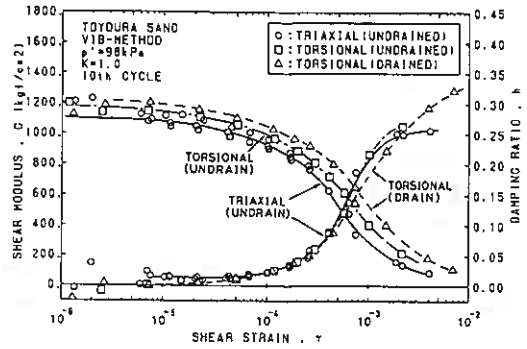 TOYOURA SAND
VIB-METHOD
p'=98kPa
K=1.0
10th CYCLE
○ : TRIAXIAL (UNDRAINED)
□ : TORSIONAL (UNDRAINED)
△ : TORSIONAL (DRAINED)
TORSIONAL
(UNDRAIN)
TRIAXIAL
(UNDRAIN)
TORSIONAL
(DRAIN)
SHEAR MODULUS , G (kgf/cm2)
1800
1600
1400
1200
1000
800
600
400
200
0
DAMPING RATIO , h
0.45
0.40
0.35
0.30
0.25
0.20
0.15
0.10
0.05
0.00
10-6
10-5
10-4
10-3
10-2
SHEAR STRAIN , γ